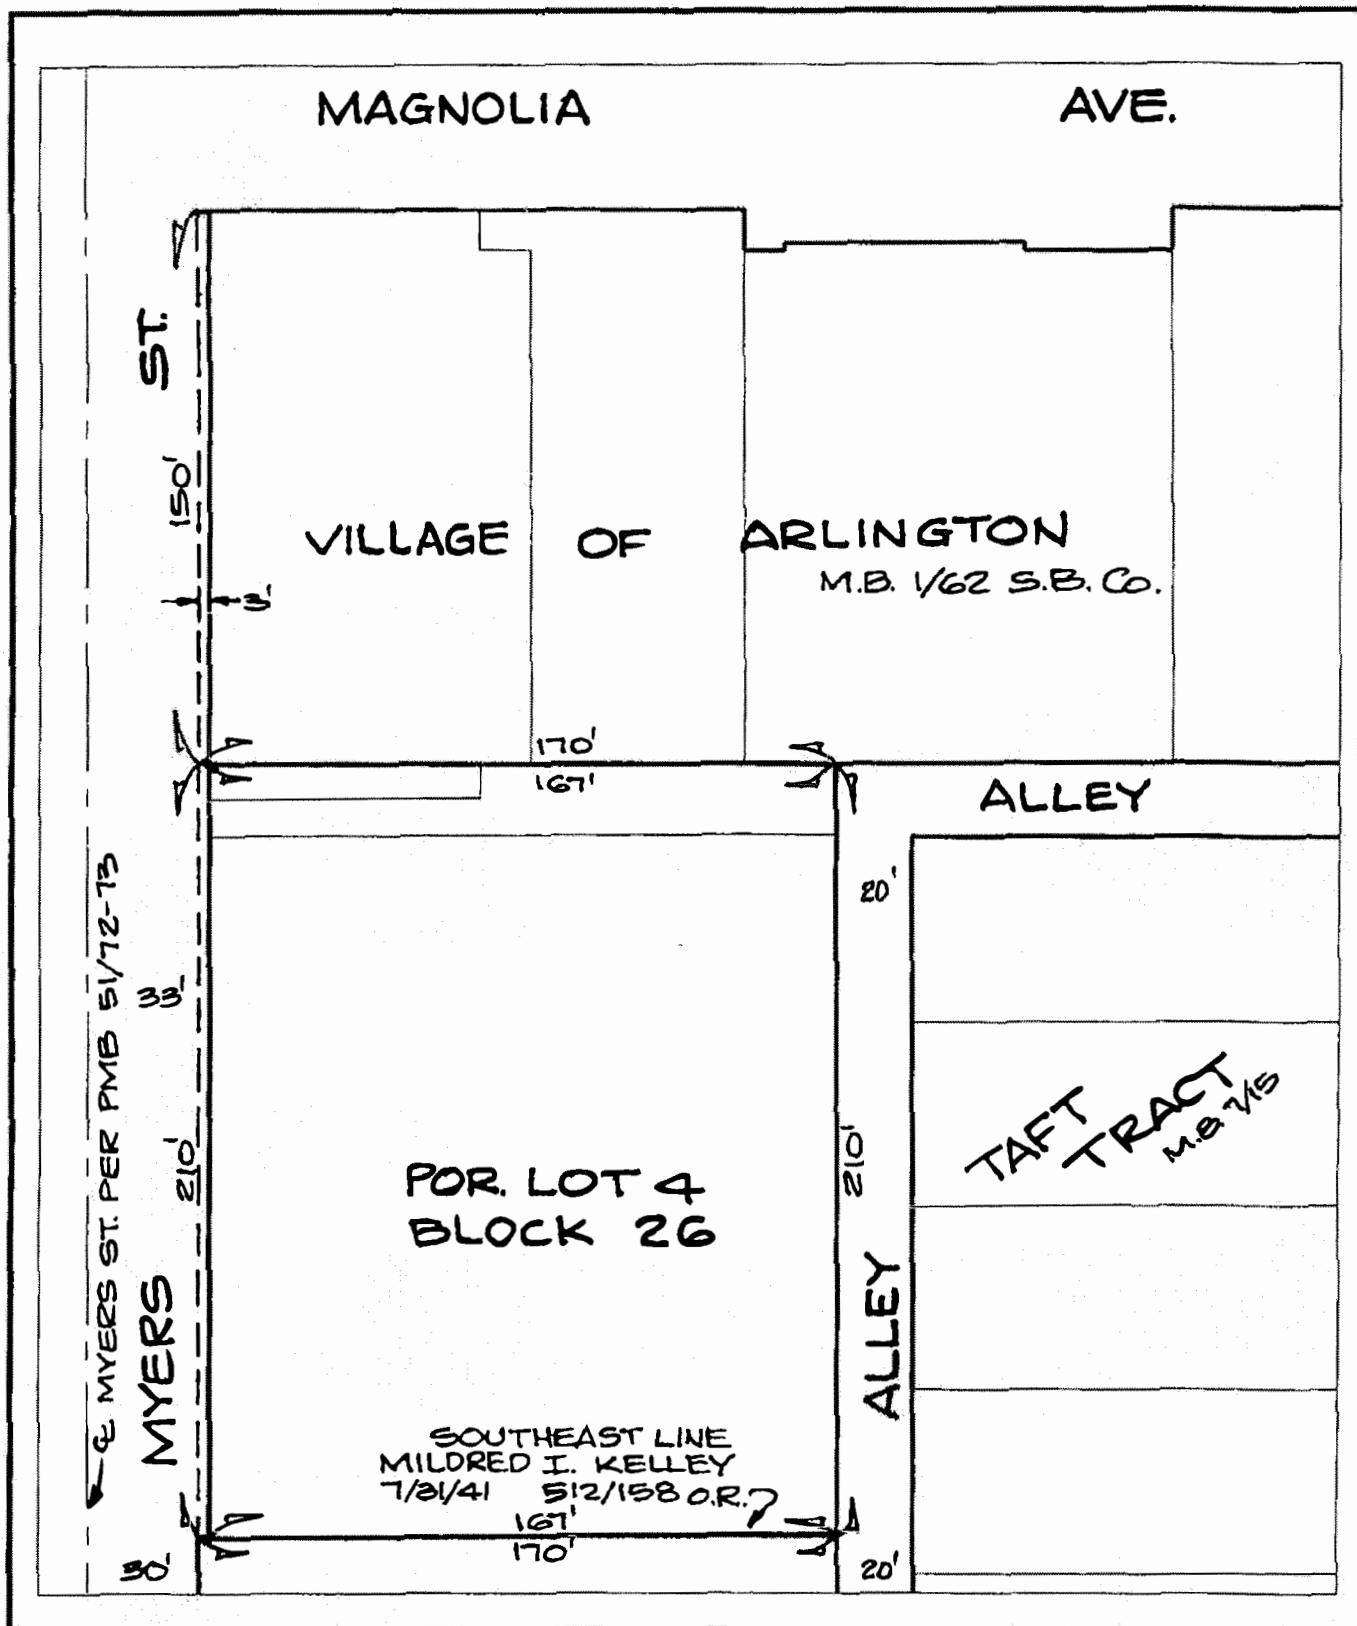 MAGNOLIA AVE.
ST.
150'
VILLAGE OF ARLINGTON
M.B. 1/62 S.B. Co.
3'
170'
167'
ALLEY
20'
℄ MYERS ST. PER PMB 51/72-73
33'
210'
210'
TAFT
TRACT
M.B. 7/15
POR. LOT 4
BLOCK 26
MYERS
ALLEY
SOUTHEAST LINE
MILDRED I. KELLEY
7/31/41 512/158 O.R.
167'
170'
30'
20'